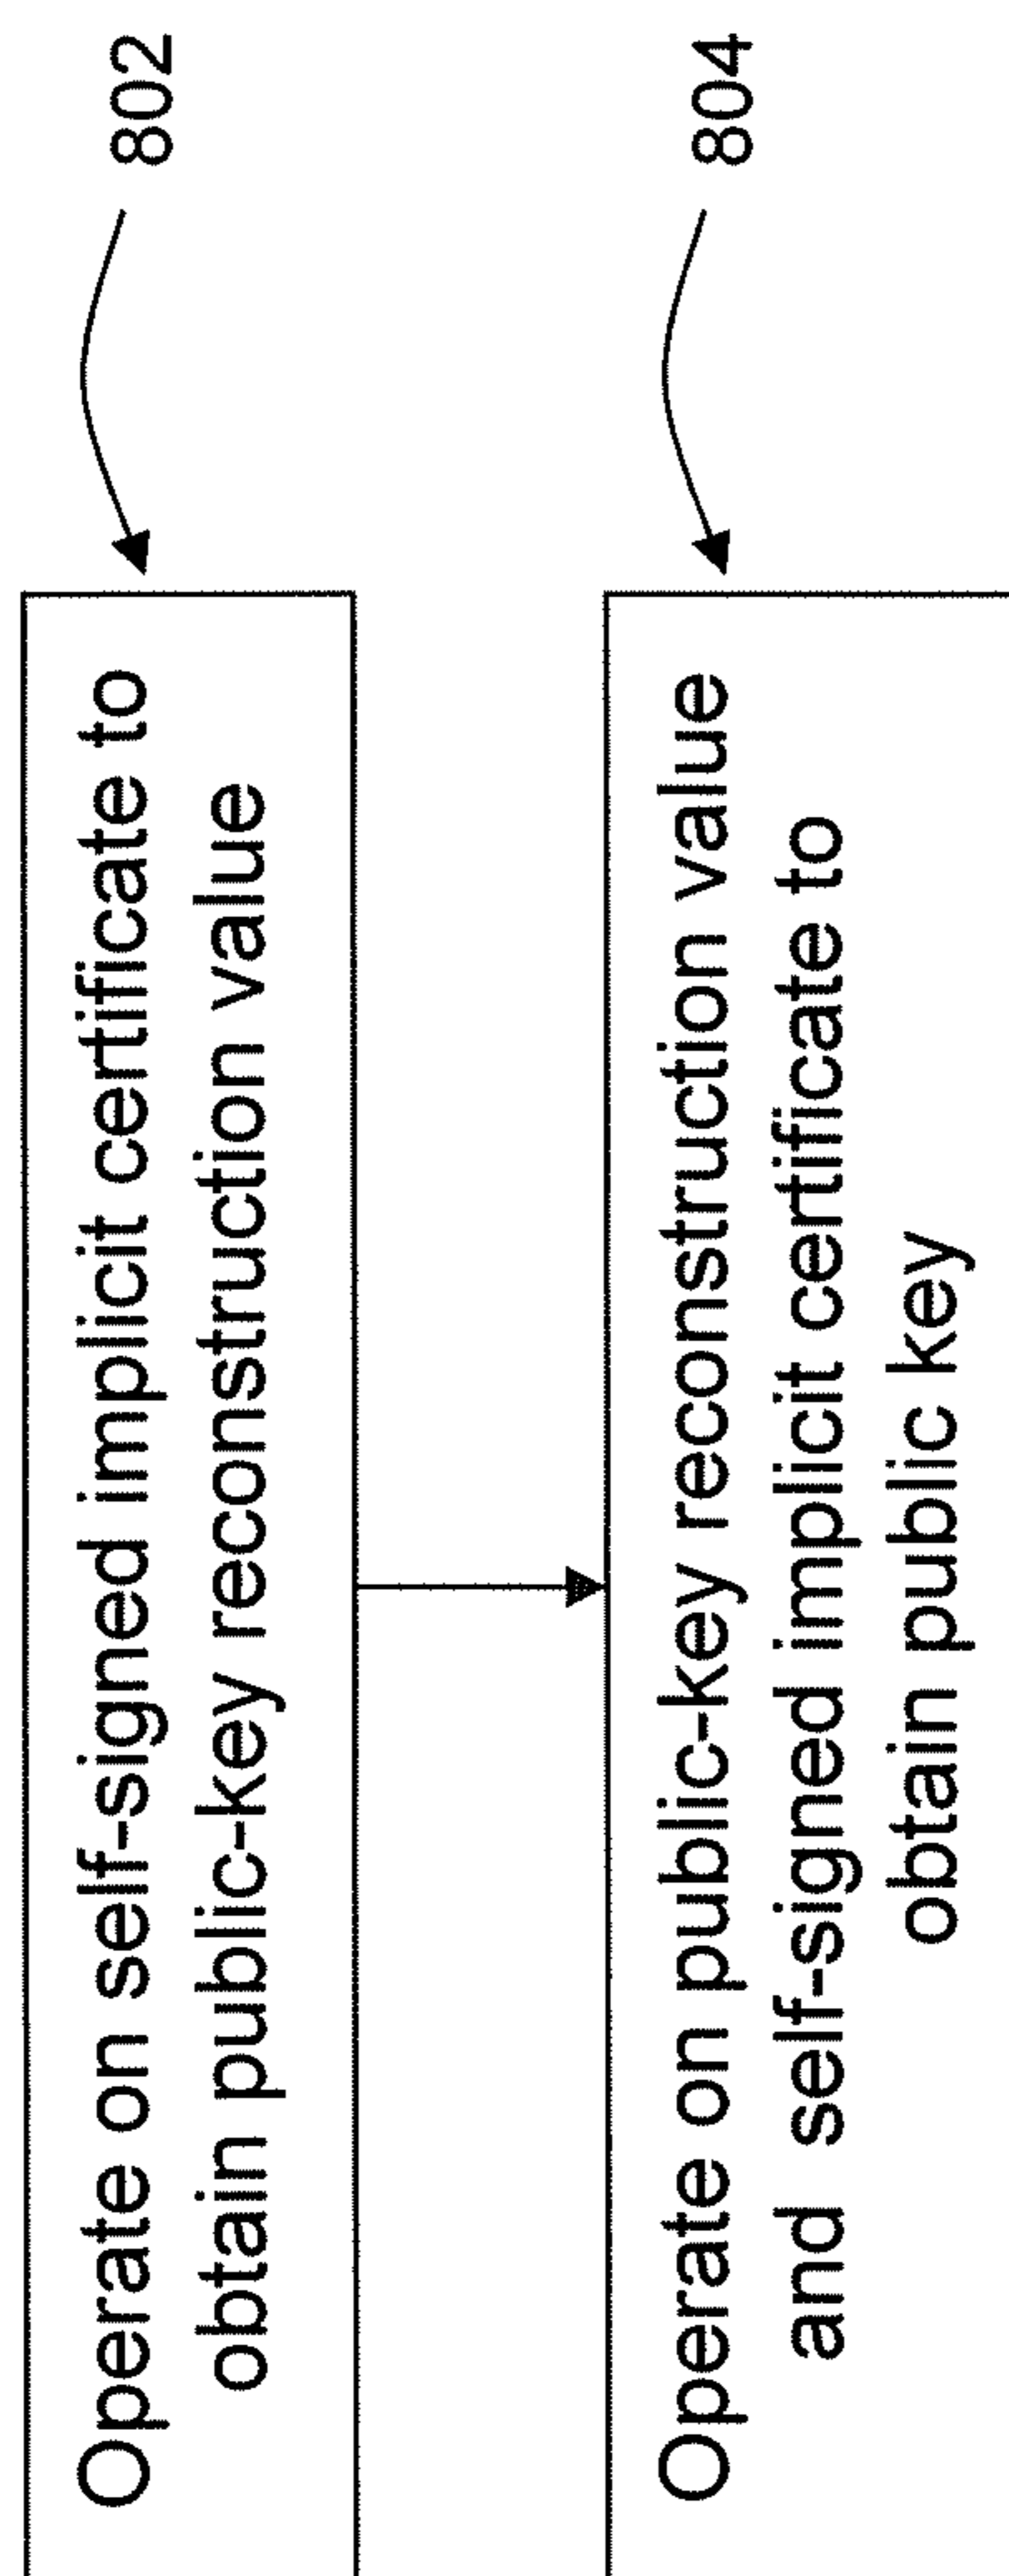 802
Operate on self-signed implicit certificate to
obtain public-key reconstruction value
804
Operate on public-key reconstruction value
and self-signed implicit certificate to
obtain public key